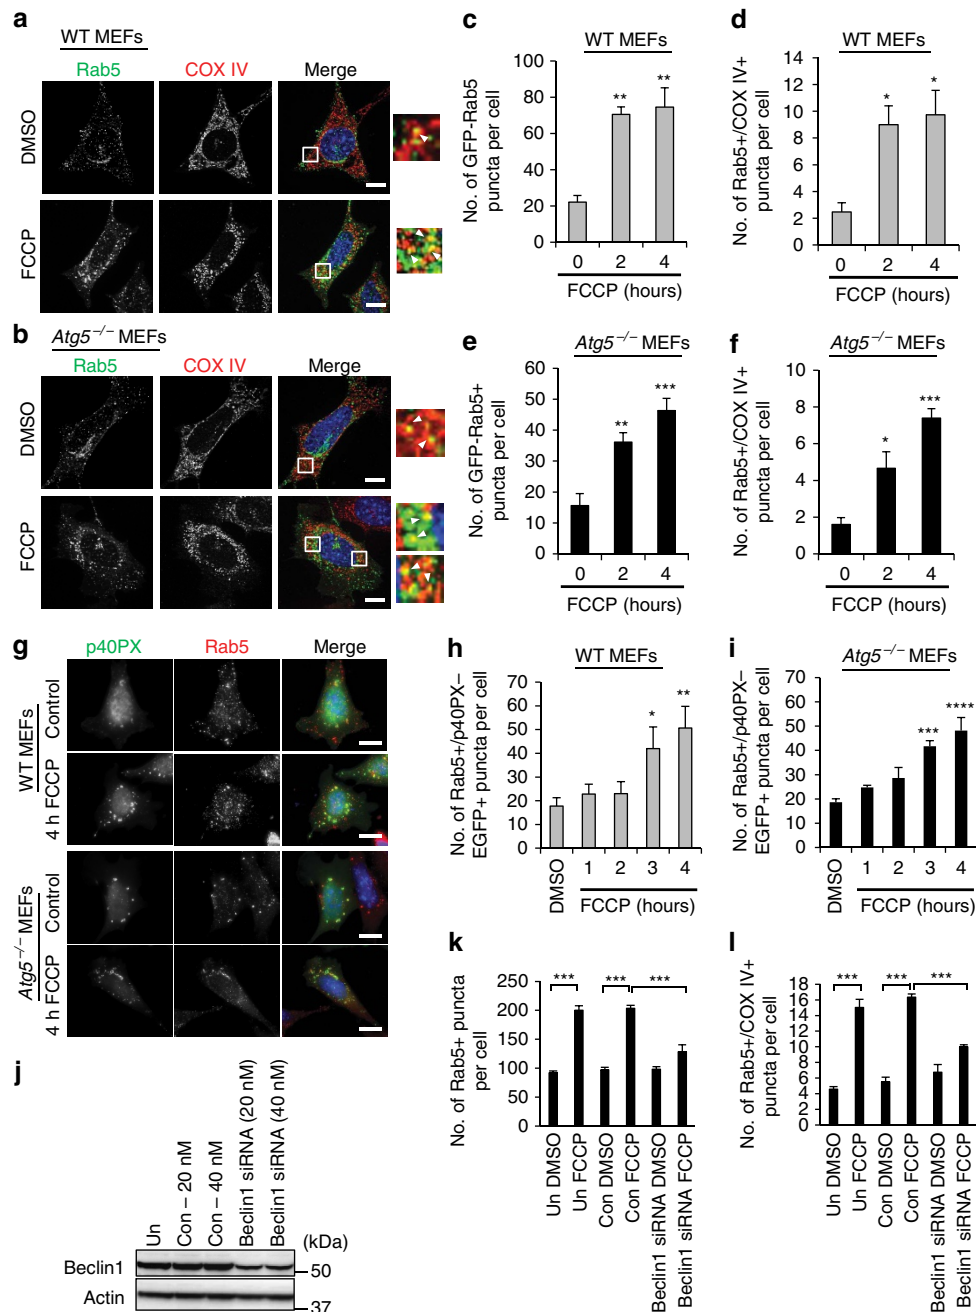 a
WT MEFs
Rab5 COX IV Merge
DMSO
FCCP
b
Atg5−/− MEFs
Rab5 COX IV Merge
DMSO
FCCP
c
WT MEFs
No. of GFP-Rab5 puncta per cell
100
80
60
40
20
0
** **
0 2 4
FCCP (hours)
d
WT MEFs
No. of Rab5+/COX IV+ puncta per cell
14
12
10
8
6
4
2
0
* *
0 2 4
FCCP (hours)
e
Atg5−/− MEFs
No. of GFP-Rab5+ puncta per cell
60
50
40
30
20
10
0
** ***
0 2 4
FCCP (hours)
f
Atg5−/− MEFs
No. of Rab5+/COX IV+ puncta per cell
8
6
4
2
0
* ***
0 2 4
FCCP (hours)
g
p40PX Rab5 Merge
WT MEFs
Control
4 h FCCP
Atg5−/− MEFs
Control
4 h FCCP
h
WT MEFs
No. of Rab5+/p40PX–EGFP+ puncta per cell
70
60
50
40
30
20
10
0
* **
DMSO 1 2 3 4
FCCP (hours)
i
Atg5−/− MEFs
No. of Rab5+/p40PX–EGFP+ puncta per cell
70
60
50
40
30
20
10
0
*** ****
DMSO 1 2 3 4
FCCP (hours)
j
Un
Con – 20 nM
Con – 40 nM
Beclin1 siRNA (20 nM)
Beclin1 siRNA (40 nM)
(kDa)
Beclin1
50
Actin
37
k
No. of Rab5+ puncta per cell
250
200
150
100
50
0
*** *** ***
Un DMSO
Un FCCP
Con DMSO
Con FCCP
Beclin1 siRNA DMSO
Beclin1 siRNA FCCP
l
No. of Rab5+/COX IV+ puncta per cell
18
16
14
12
10
8
6
4
2
0
*** *** ***
Un DMSO
Un FCCP
Con DMSO
Con FCCP
Beclin1 siRNA DMSO
Beclin1 siRNA FCCP